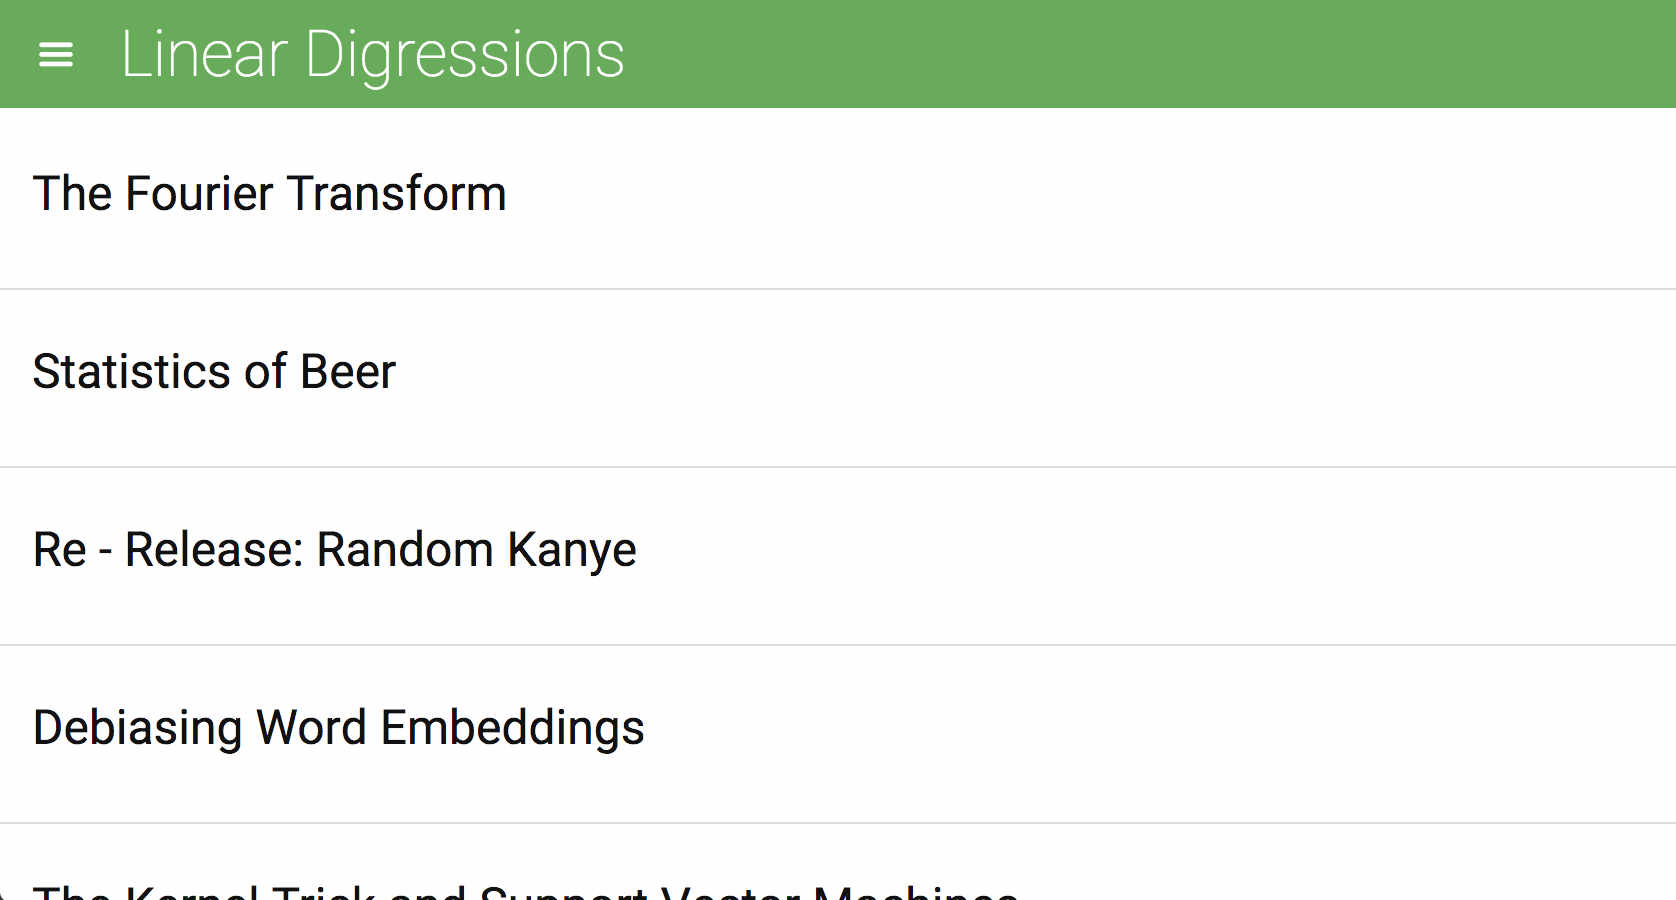 Linear Digressions
The Fourier Transform
Statistics of Beer
Re - Release: Random Kanye
Debiasing Word Embeddings
The Kernel Trick and Support Vector Machines